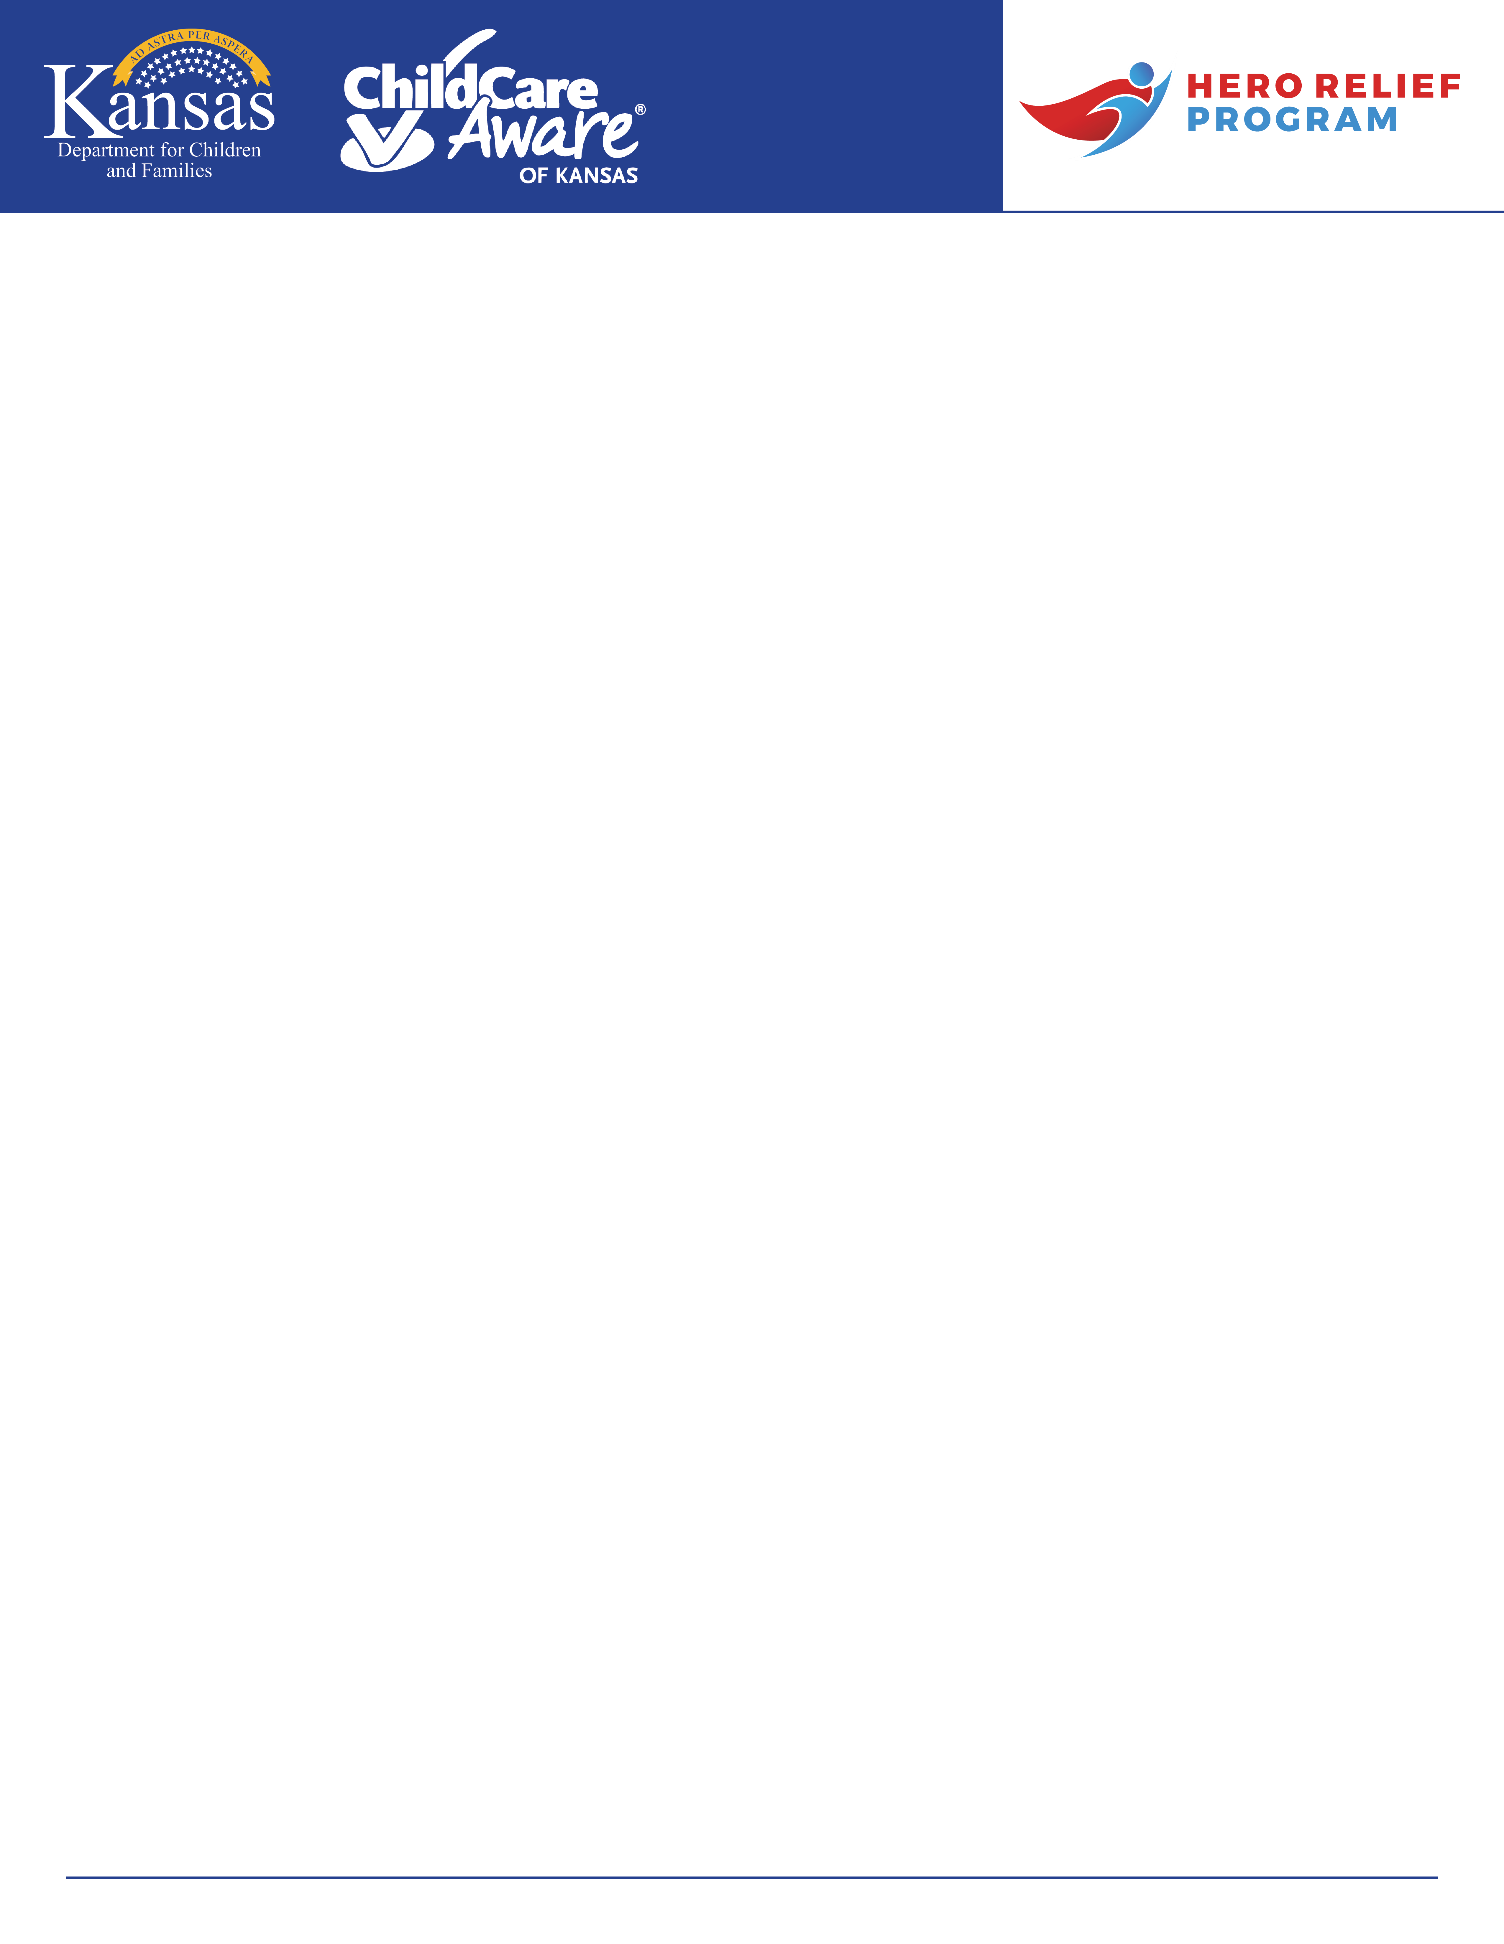 AD ASTRA PER ASPERA
Kansas
Department for Children
and Families
ChildCare
Aware®
OF KANSAS
HERO RELIEF
PROGRAM